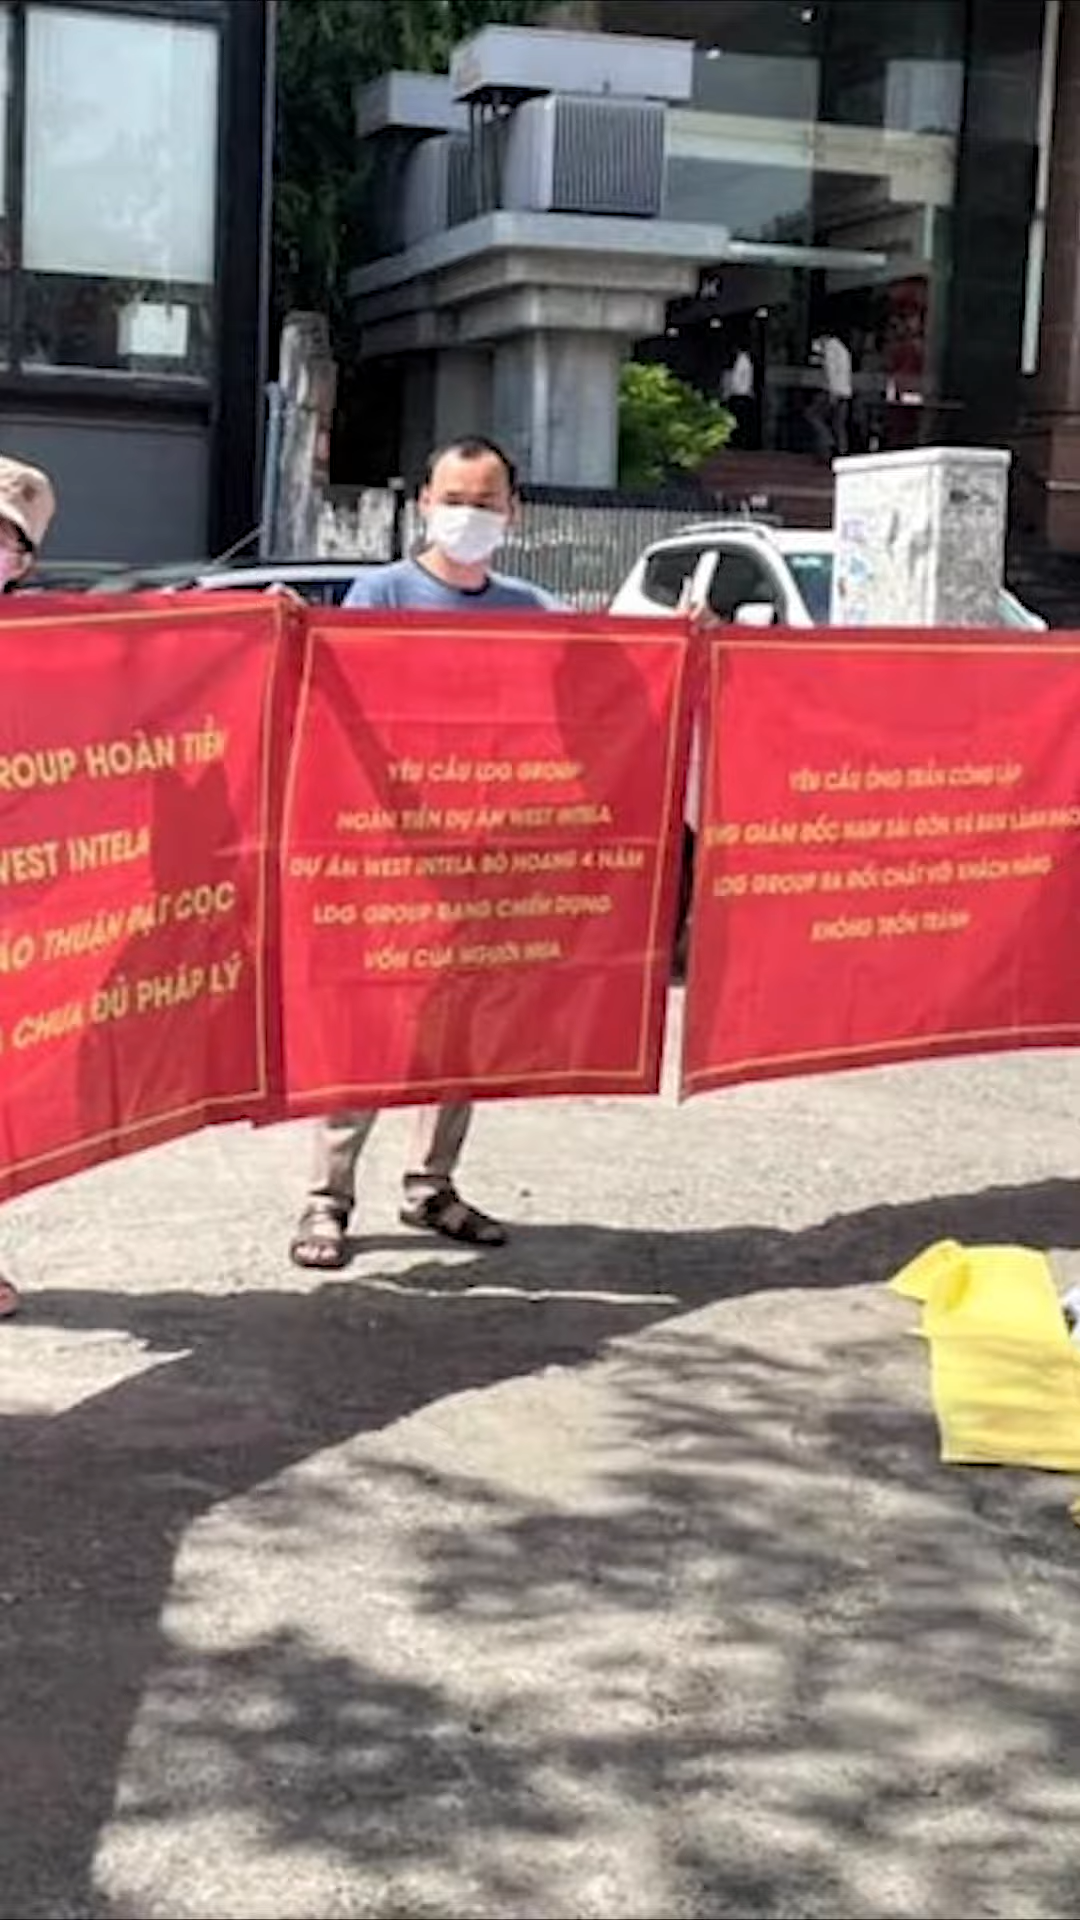 ROUP HOÀN TIỀN
WEST INTELA
ẢO THUẬN ĐẶT CỌC
CHƯA ĐỦ PHÁP LÝ
YÊU CẦU LDG GROUP
HOÀN TIỀN DỰ ÁN WEST INTELA
DỰ ÁN WEST INTELA BỎ HOANG 4 NĂM
LDG GROUP ĐANG CHIẾM DỤNG
VỐN CỦA NGƯỜI MUA
YÊU CẦU ÔNG TRẦN CÔNG LẬP
GIÁM ĐỐC NAM SÀI GÒN VÀ BAN LÃNH ĐẠO
LDG GROUP RA ĐỐI CHẤT VỚI KHÁCH HÀNG
KHÔNG TRỐN TRÁNH